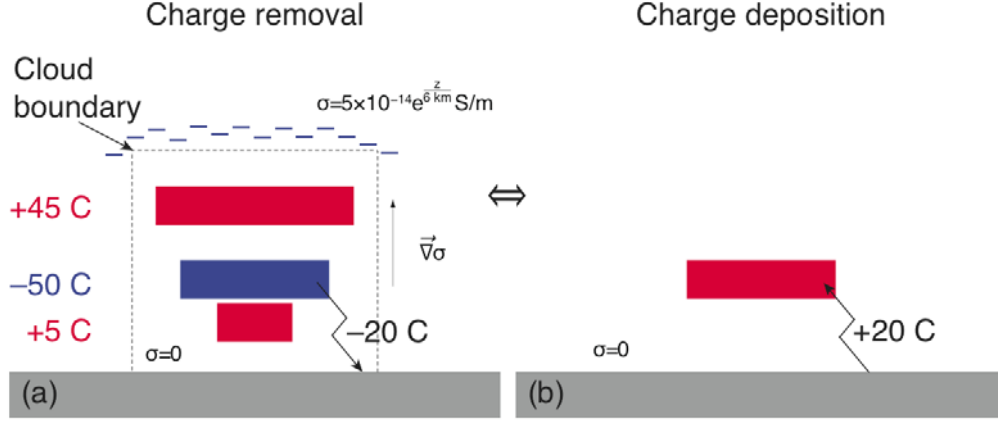 Charge removal
Charge deposition
Cloud
boundary
σ=5×10⁻¹⁴e^{z/6 km}S/m
+45 C
⇔
∇⃗σ
−50 C
+5 C
−20 C
+20 C
σ=0
σ=0
(a)
(b)